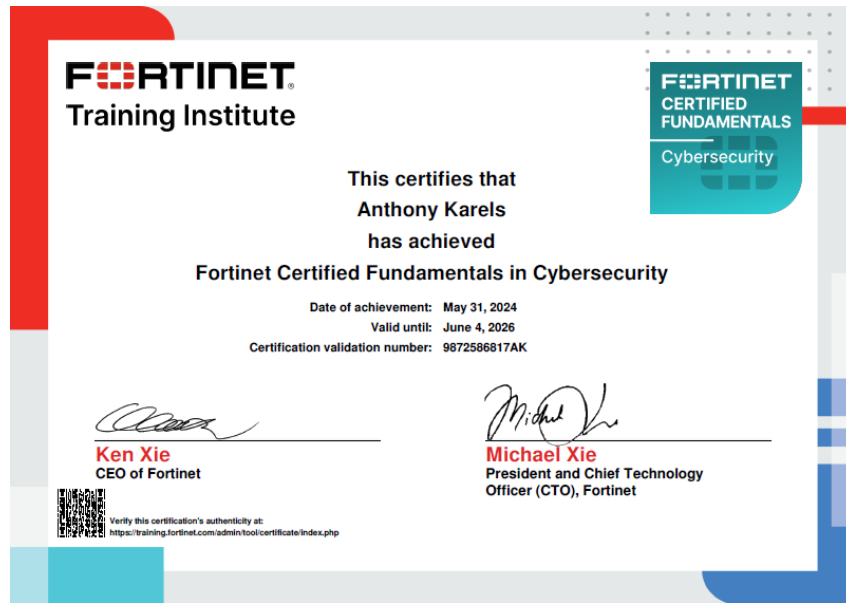 FORTINET®
Training Institute
FORTINET
CERTIFIED
FUNDAMENTALS
Cybersecurity
This certifies that
Anthony Karels
has achieved
Fortinet Certified Fundamentals in Cybersecurity
Date of achievement: May 31, 2024
Valid until: June 4, 2026
Certification validation number: 9872586817AK
Ken Xie
CEO of Fortinet
Michael Xie
President and Chief Technology
Officer (CTO), Fortinet
Verify this certification's authenticity at:
https://training.fortinet.com/admin/tool/certificate/index.php